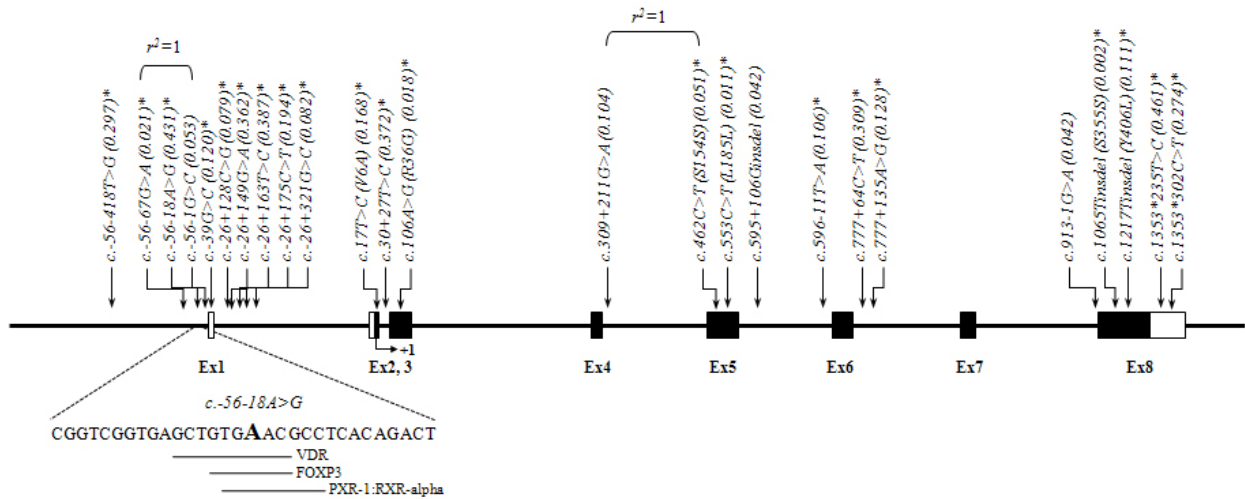 r²=1
r²=1
c.-56-418T>G (0.297)*
c.-56-67G>A (0.021)*
c.-56-18A>G (0.431)*
c.-56-1G>C (0.053)
c.-39G>C (0.120)*
c.-26+128C>G (0.079)*
c.-26+149G>A (0.362)*
c.-26+163T>C (0.387)*
c.-26+175C>T (0.194)*
c.-26+321G>C (0.082)*
c.17T>C (V6A) (0.168)*
c.30+27T>C (0.372)*
c.106A>G (R36G) (0.018)*
c.309+211G>A (0.104)
c.462C>T (S154S) (0.051)*
c.553C>T (L185L) (0.011)*
c.595+106Ginsdel (0.042)
c.596-11T>A (0.106)*
c.777+64C>T (0.309)*
c.777+135A>G (0.128)*
c.913-1G>A (0.042)
c.1065Tinsdel (S355S) (0.002)*
c.1217Tinsdel (Y406L) (0.111)*
c.1353*235T>C (0.461)*
c.1353*302C>T (0.274)*
+1
Ex1
Ex2, 3
Ex4
Ex5
Ex6
Ex7
Ex8
c.-56-18A>G
CGGTCGGTGAGCTGTGAACGCCTCACAGACT
VDR
FOXP3
PXR-1:RXR-alpha